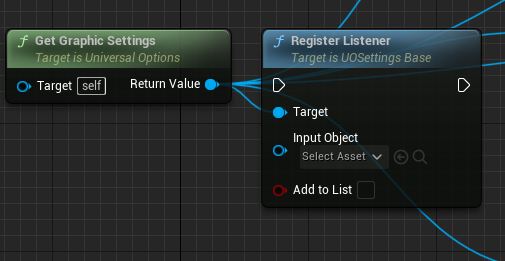 Get Graphic Settings
Target is Universal Options
Target self
Return Value
Register Listener
Target is UOSettings Base
Target
Input Object
Select Asset
Add to List